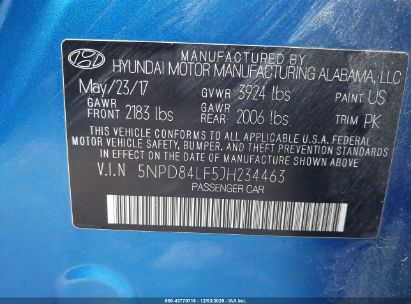 MANUFACTURED BY
HYUNDAI MOTOR MANUFACTURING ALABAMA, LLC
May/23/17 GVWR 3924 lbs PAINT US
GAWR FRONT 2183 lbs GAWR REAR 2006 lbs TRIM PK
THIS VEHICLE CONFORMS TO ALL APPLICABLE U.S.A. FEDERAL
MOTOR VEHICLE SAFETY, BUMPER, AND THEFT PREVENTION STANDARDS
IN EFFECT ON THE DATE OF MANUFACTURE SHOWN ABOVE.
V.I.N 5NPD84LF5JH234463
PASSENGER CAR